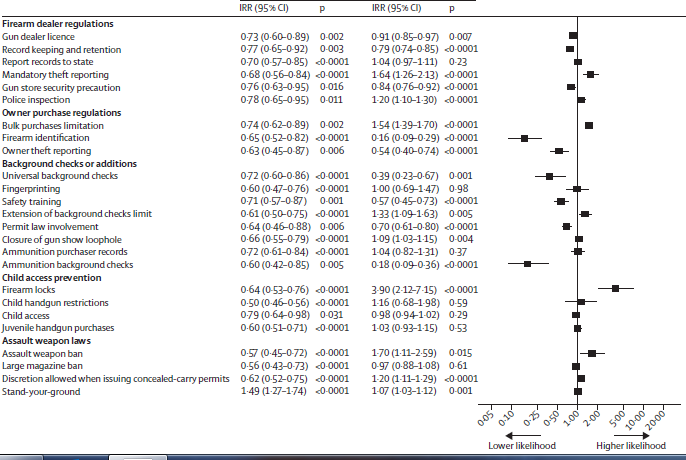 IRR (95% CI) p IRR (95% CI) p
Firearm dealer regulations
Gun dealer licence 0·73 (0·60–0·89) 0·002 0·91 (0·85–0·97) 0·007
Record keeping and retention 0·77 (0·65–0·92) 0·003 0·79 (0·74–0·85) <0·0001
Report records to state 0·70 (0·57–0·85) <0·0001 1·04 (0·97–1·11) 0·23
Mandatory theft reporting 0·68 (0·56–0·84) <0·0001 1·64 (1·26–2·13) <0·0001
Gun store security precaution 0·76 (0·63–0·95) 0·016 0·84 (0·76–0·92) <0·0001
Police inspection 0·78 (0·65–0·95) 0·011 1·20 (1·10–1·30) <0·0001
Owner purchase regulations
Bulk purchases limitation 0·74 (0·62–0·89) 0·002 1·54 (1·39–1·70) <0·0001
Firearm identification 0·65 (0·52–0·82) <0·0001 0·16 (0·09–0·29) <0·0001
Owner theft reporting 0·63 (0·45–0·87) 0·006 0·54 (0·40–0·74) <0·0001
Background checks or additions
Universal background checks 0·72 (0·60–0·86) <0·0001 0·39 (0·23–0·67) 0·001
Fingerprinting 0·60 (0·47–0·76) <0·0001 1·00 (0·69–1·47) 0·98
Safety training 0·71 (0·57–0·87) 0·001 0·57 (0·45–0·73) <0·0001
Extension of background checks limit 0·61 (0·50–0·75) <0·0001 1·33 (1·09–1·63) 0·005
Permit law involvement 0·64 (0·46–0·88) 0·006 0·70 (0·61–0·80) <0·0001
Closure of gun show loophole 0·66 (0·55–0·79) <0·0001 1·09 (1·03–1·15) 0·004
Ammunition purchaser records 0·72 (0·61–0·84) <0·0001 1·04 (0·82–1·31) 0·37
Ammunition background checks 0·60 (0·42–0·85) 0·005 0·18 (0·09–0·36) <0·0001
Child access prevention
Firearm locks 0·64 (0·53–0·76) <0·0001 3·90 (2·12–7·15) <0·0001
Child handgun restrictions 0·50 (0·46–0·56) <0·0001 1·16 (0·68–1·98) 0·59
Child access 0·79 (0·64–0·98) 0·031 0·98 (0·94–1·02) 0·29
Juvenile handgun purchases 0·60 (0·51–0·71) <0·0001 1·03 (0·93–1·15) 0·53
Assault weapon laws
Assault weapon ban 0·57 (0·45–0·72) <0·0001 1·70 (1·11–2·59) 0·015
Large magazine ban 0·56 (0·43–0·73) <0·0001 0·97 (0·88–1·08) 0·61
Discretion allowed when issuing concealed-carry permits 0·62 (0·52–0·75) <0·0001 1·20 (1·11–1·29) <0·0001
Stand-your-ground 1·49 (1·27–1·74) <0·0001 1·07 (1·03–1·12) 0·001
0·05 0·10 0·25 0·50 1·00 2·00 5·00 10·00 20·00
Lower likelihood Higher likelihood